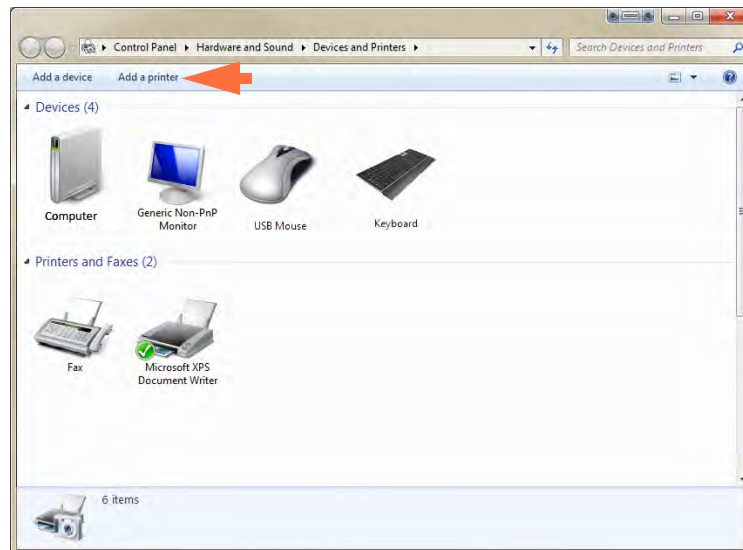 Control Panel Hardware and Sound Devices and Printers Search Devices and Printers
Add a device Add a printer
Devices (4)
Computer Generic Non-PnP Monitor USB Mouse Keyboard
Printers and Faxes (2)
Fax Microsoft XPS Document Writer
6 items